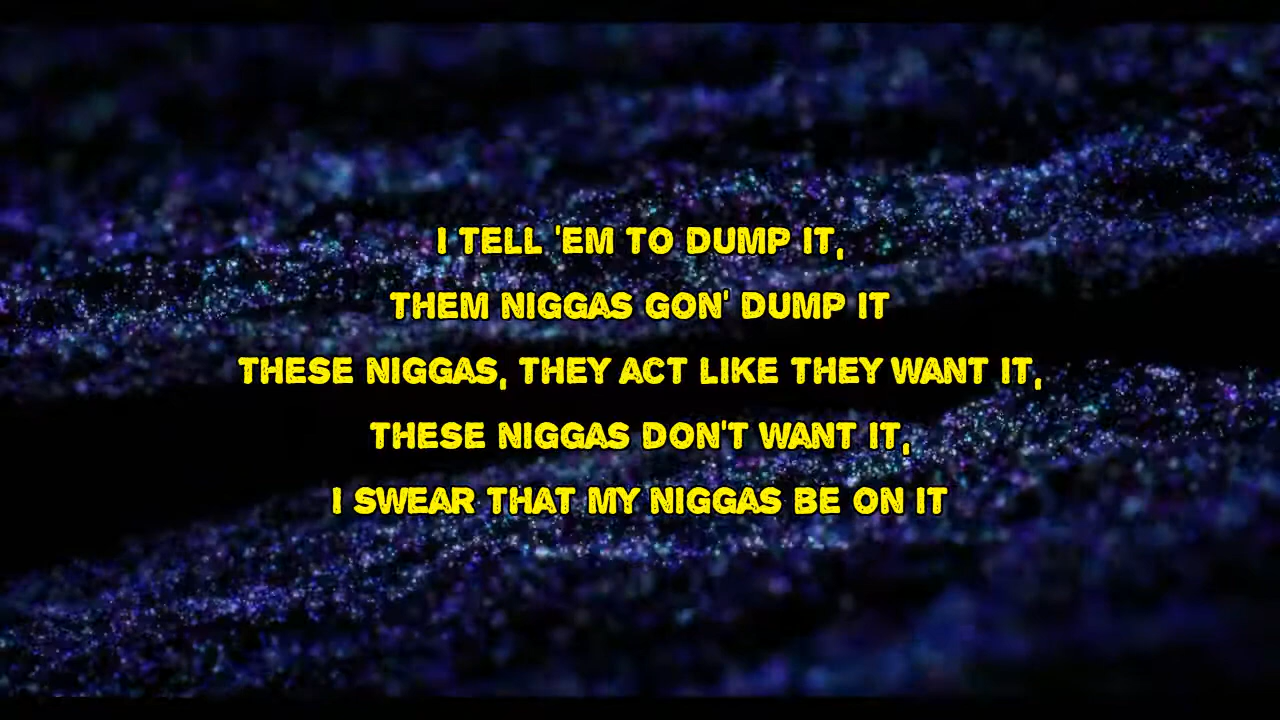 I TELL 'EM TO DUMP IT,
THEM NIGGAS GON' DUMP IT
THESE NIGGAS, THEY ACT LIKE THEY WANT IT,
THESE NIGGAS DON'T WANT IT,
I SWEAR THAT MY NIGGAS BE ON IT